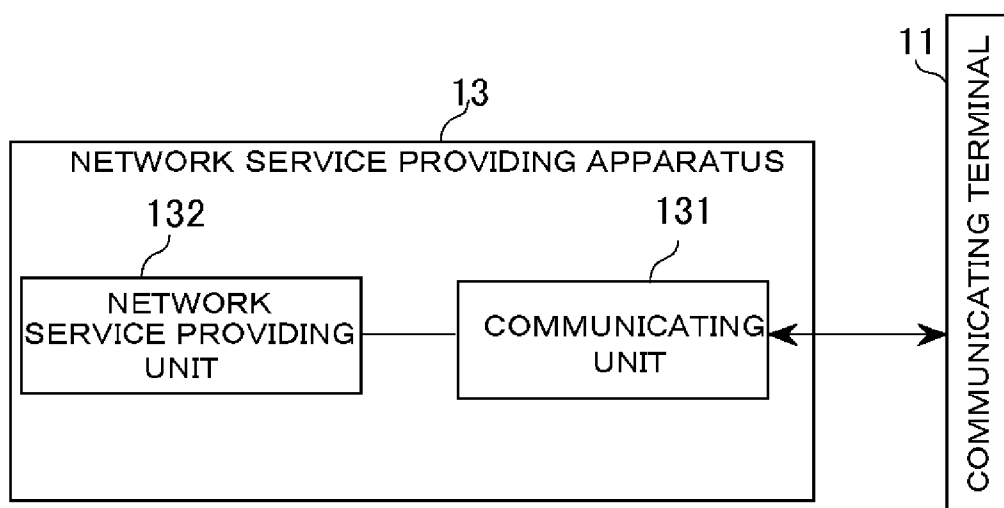 11
COMMUNICATING TERMINAL
13
NETWORK SERVICE PROVIDING APPARATUS
132
NETWORK
SERVICE PROVIDING
UNIT
131
COMMUNICATING
UNIT